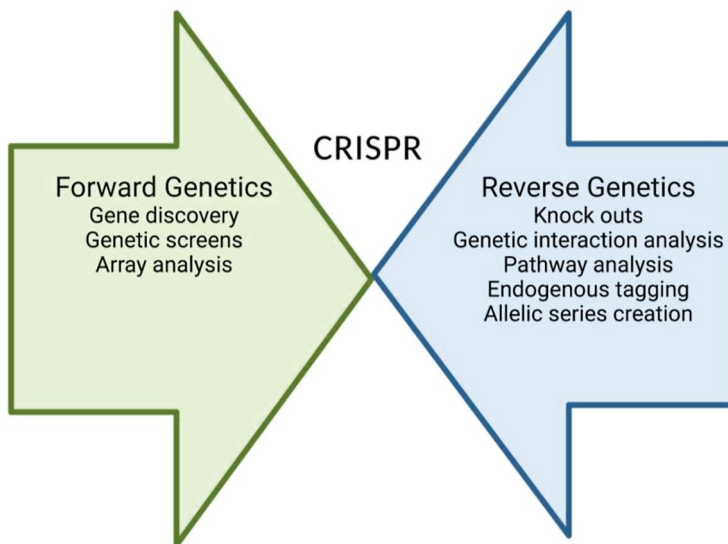 CRISPR
Forward Genetics
Gene discovery
Genetic screens
Array analysis
Reverse Genetics
Knock outs
Genetic interaction analysis
Pathway analysis
Endogenous tagging
Allelic series creation